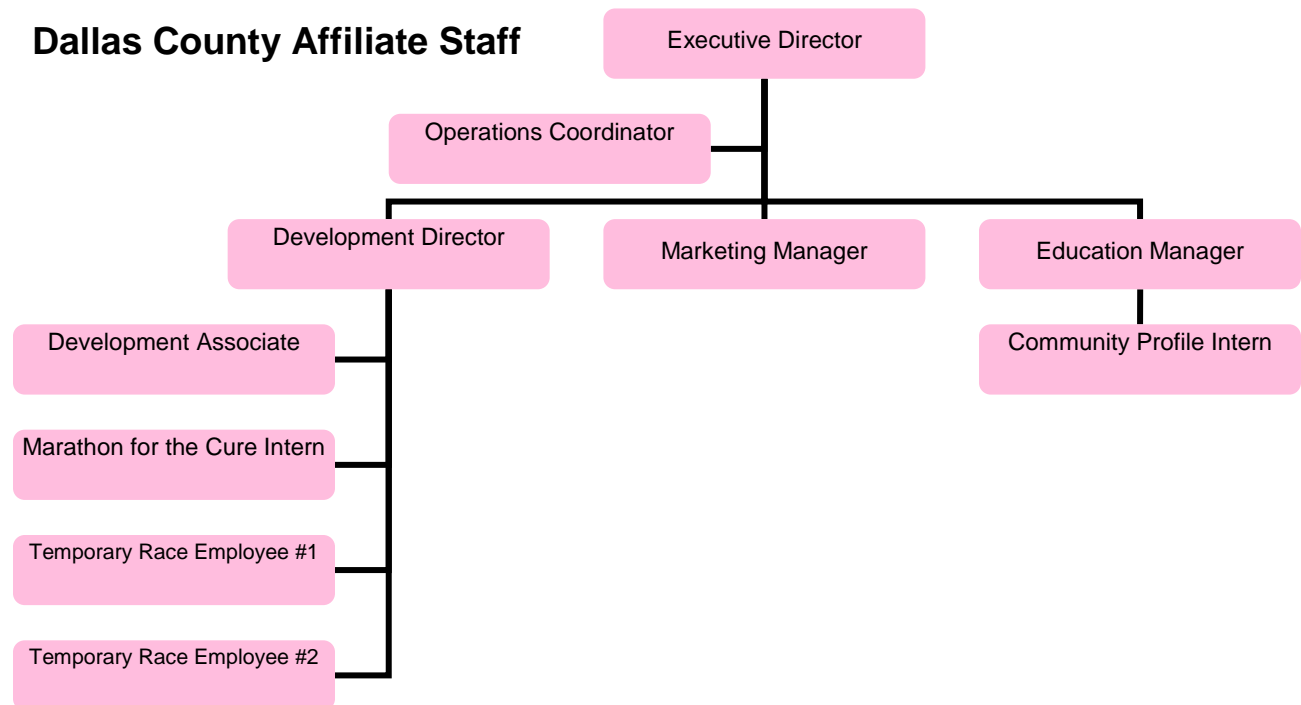 Dallas County Affiliate Staff
Executive Director
Operations Coordinator
Development Director
Marketing Manager
Education Manager
Development Associate
Community Profile Intern
Marathon for the Cure Intern
Temporary Race Employee #1
Temporary Race Employee #2